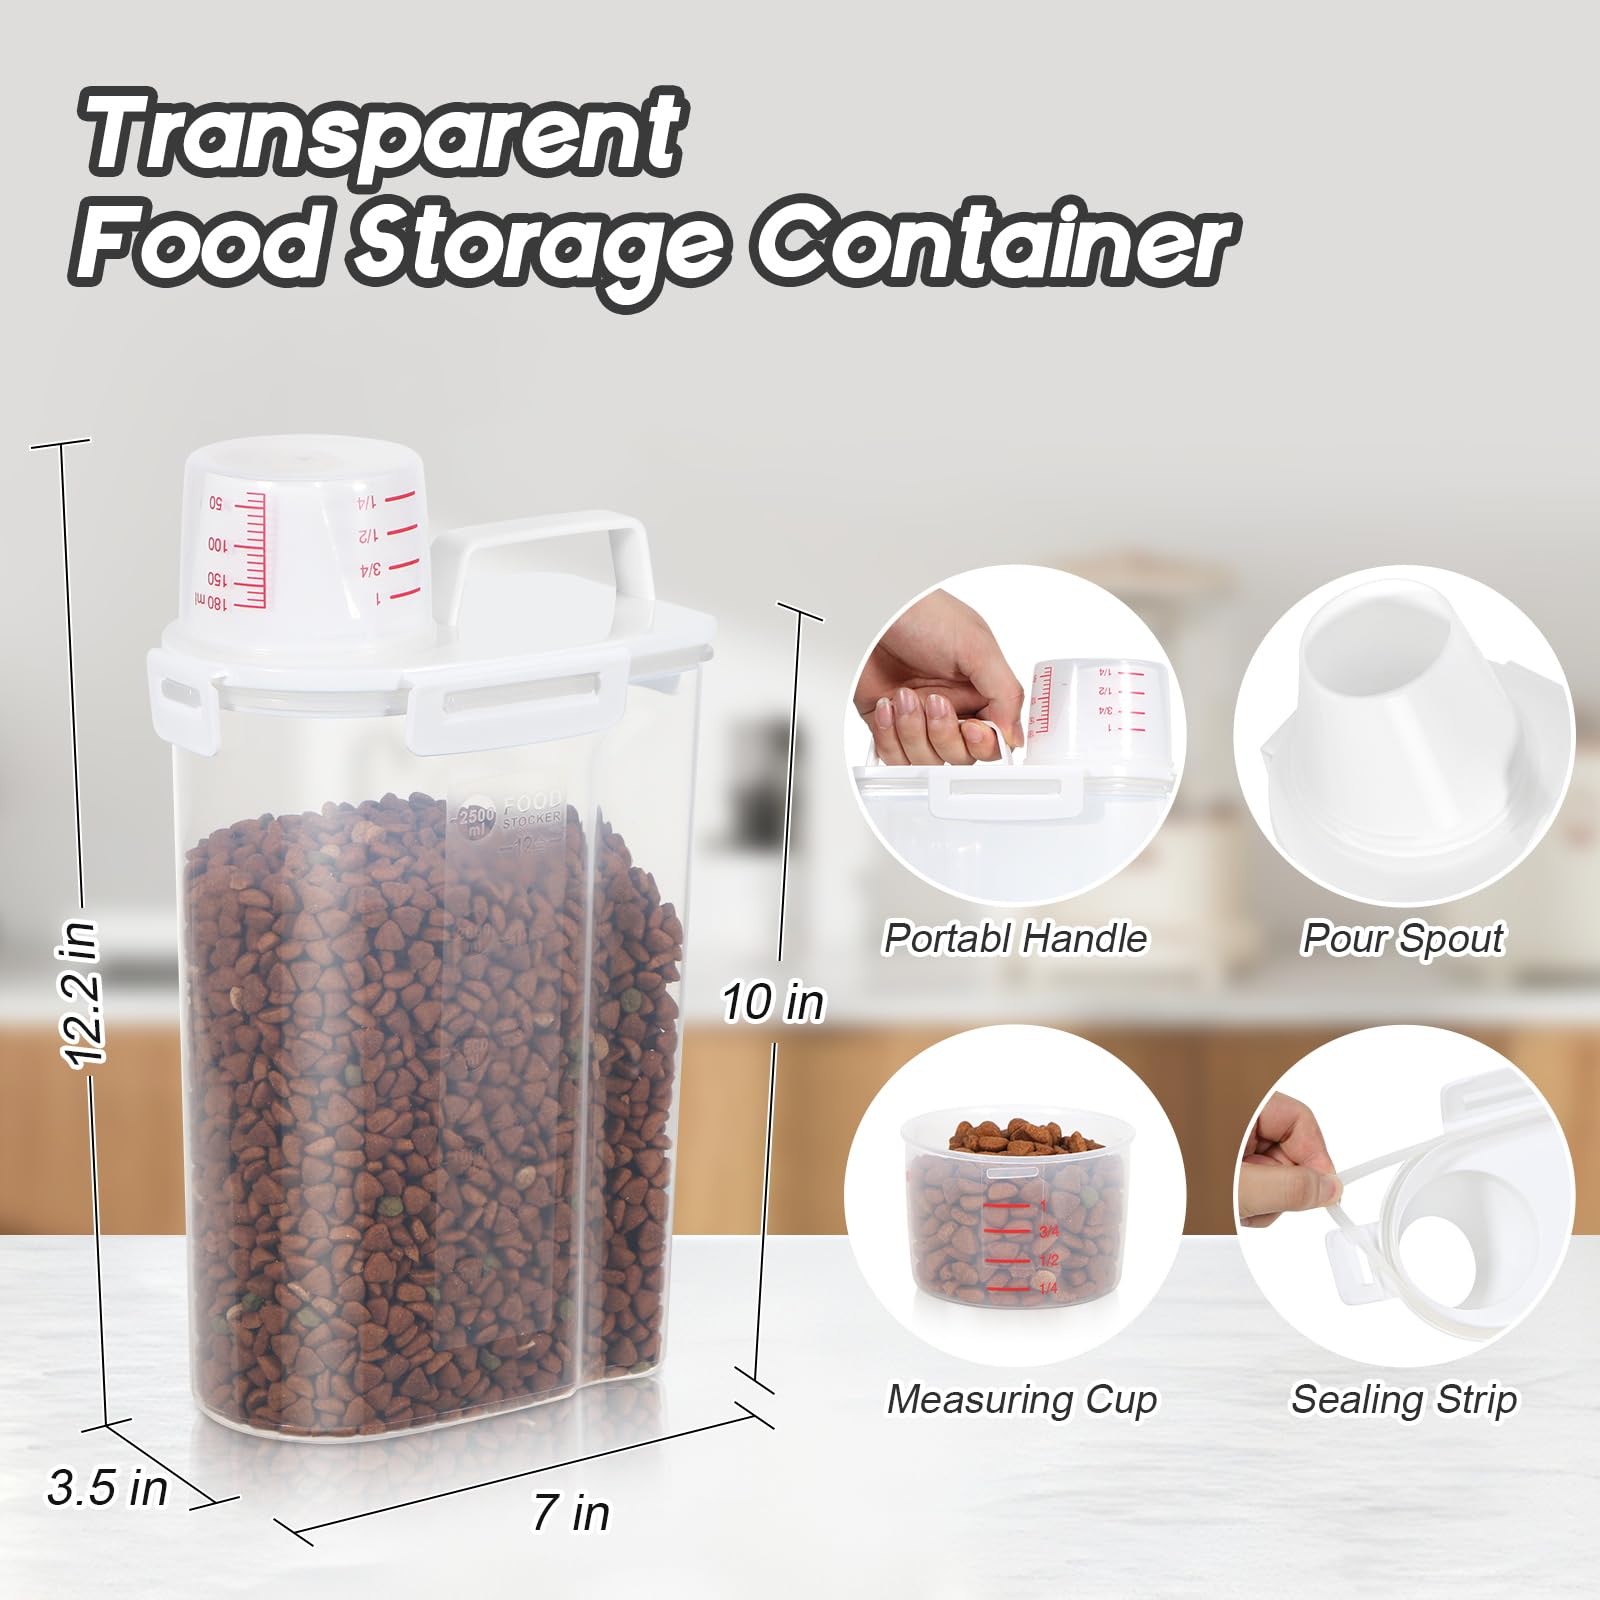 Transparent
Food Storage Container
50
100
150
180 ml
1/4
1/2
3/4
1
~2500
ml
FOOD
STOCKER
12.2 in
10 in
3.5 in
7 in
1/4
1/2
3/4
1
Portabl Handle
Pour Spout
1
3/4
1/2
1/4
Measuring Cup
Sealing Strip